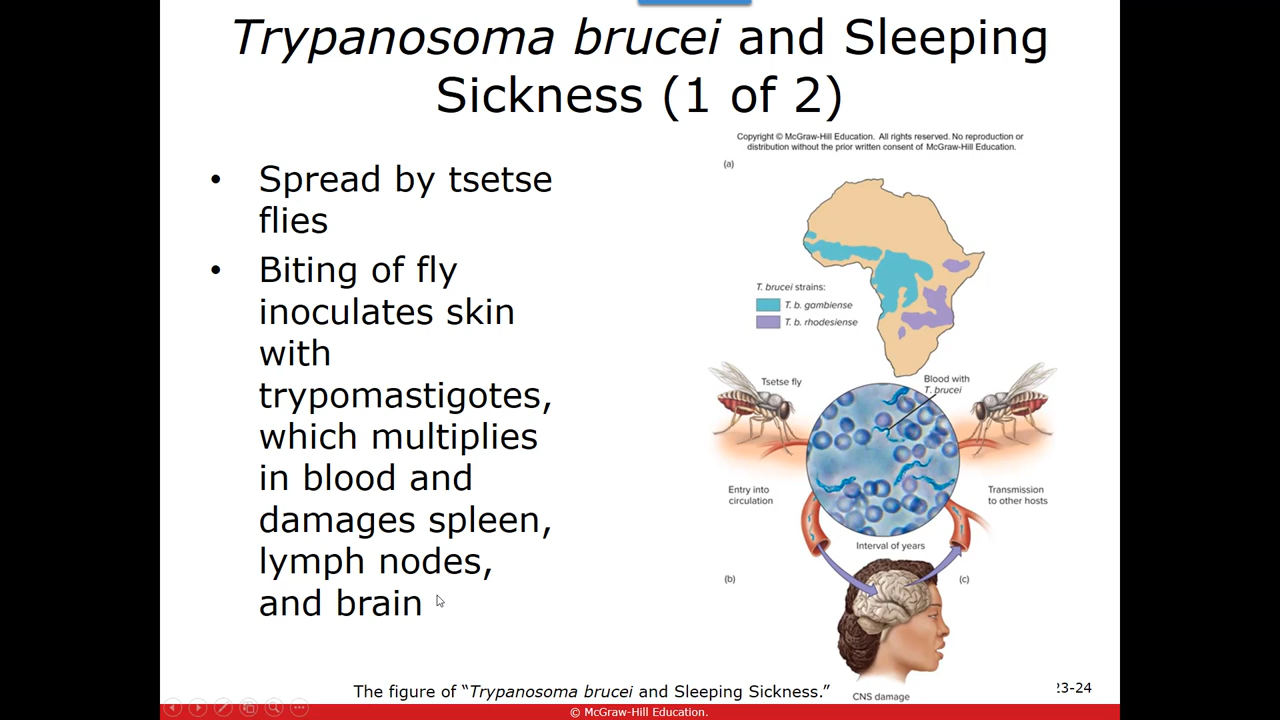 Trypanosoma brucei and Sleeping
Sickness (1 of 2)
Copyright © McGraw-Hill Education. All rights reserved. No reproduction or
distribution without the prior written consent of McGraw-Hill Education.
(a)
• Spread by tsetse
flies
• Biting of fly
inoculates skin
with
trypomastigotes,
which multiplies
in blood and
damages spleen,
lymph nodes,
and brain
T. brucei strains:
T. b. gambiense
T. b. rhodesiense
Tsetse fly
Blood with
T. brucei
Entry into
circulation
Transmission
to other hosts
Interval of years
(b)
(c)
CNS damage
The figure of “Trypanosoma brucei and Sleeping Sickness.”
23-24
© McGraw-Hill Education.